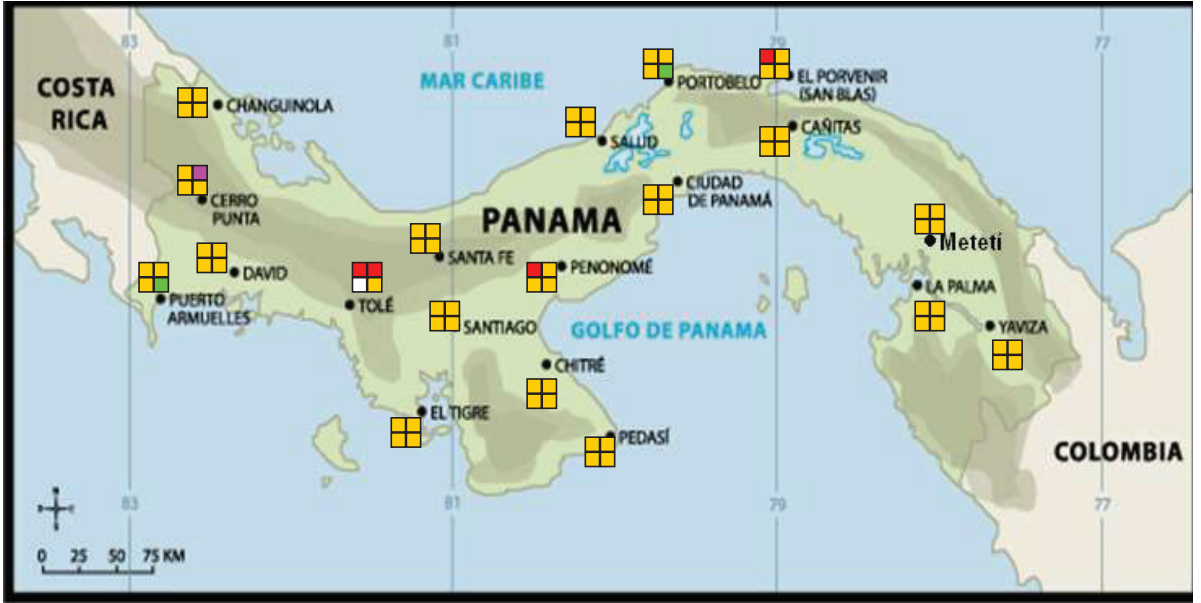 83
81
79
77
COSTA
RICA
MAR CARIBE
PORTOBELO
EL PORVENIR
(SAN BLAS)
CHANGUINOLA
SALUD
CAÑITAS
CERRO
PUNTA
CIUDAD
DE PANAMÁ
PANAMA
Metetí
SANTA FE
PENONOMÉ
DAVID
LA PALMA
PUERTO
ARMUELLES
TOLÉ
SANTIAGO
GOLFO DE PANAMA
YAVIZA
CHITRÉ
EL TIGRE
PEDASÍ
COLOMBIA
83
81
79
77
0 25 50 75 KM